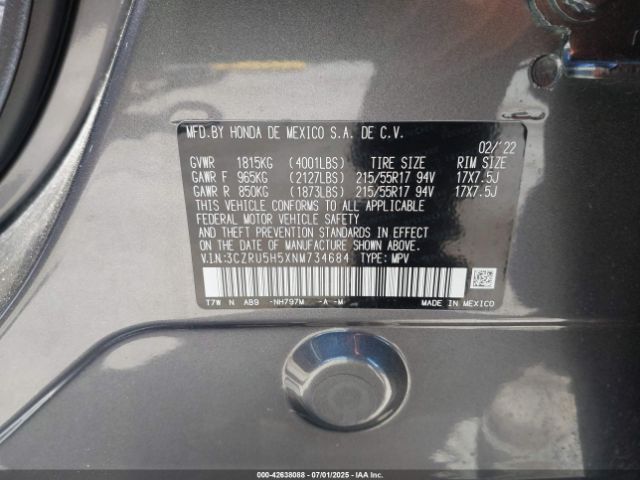 MFD.BY HONDA DE MEXICO S.A. DE C.V.
02/'22
GVWR 1815KG (4001LBS) TIRE SIZE RIM SIZE
GAWR F 965KG (2127LBS) 215/55R17 94V 17X7.5J
GAWR R 850KG (1873LBS) 215/55R17 94V 17X7.5J
THIS VEHICLE CONFORMS TO ALL APPLICABLE
FEDERAL MOTOR VEHICLE SAFETY
AND THEFT PREVENTION STANDARDS IN EFFECT
ON THE DATE OF MANUFACTURE SHOWN ABOVE.
V.I.N:3CZRU5H5XNM734684 TYPE: MPV
T7W N AB9 -NH797M -A -M MADE IN MEXICO
000-42638088 07/01/2025 IAAI.COM